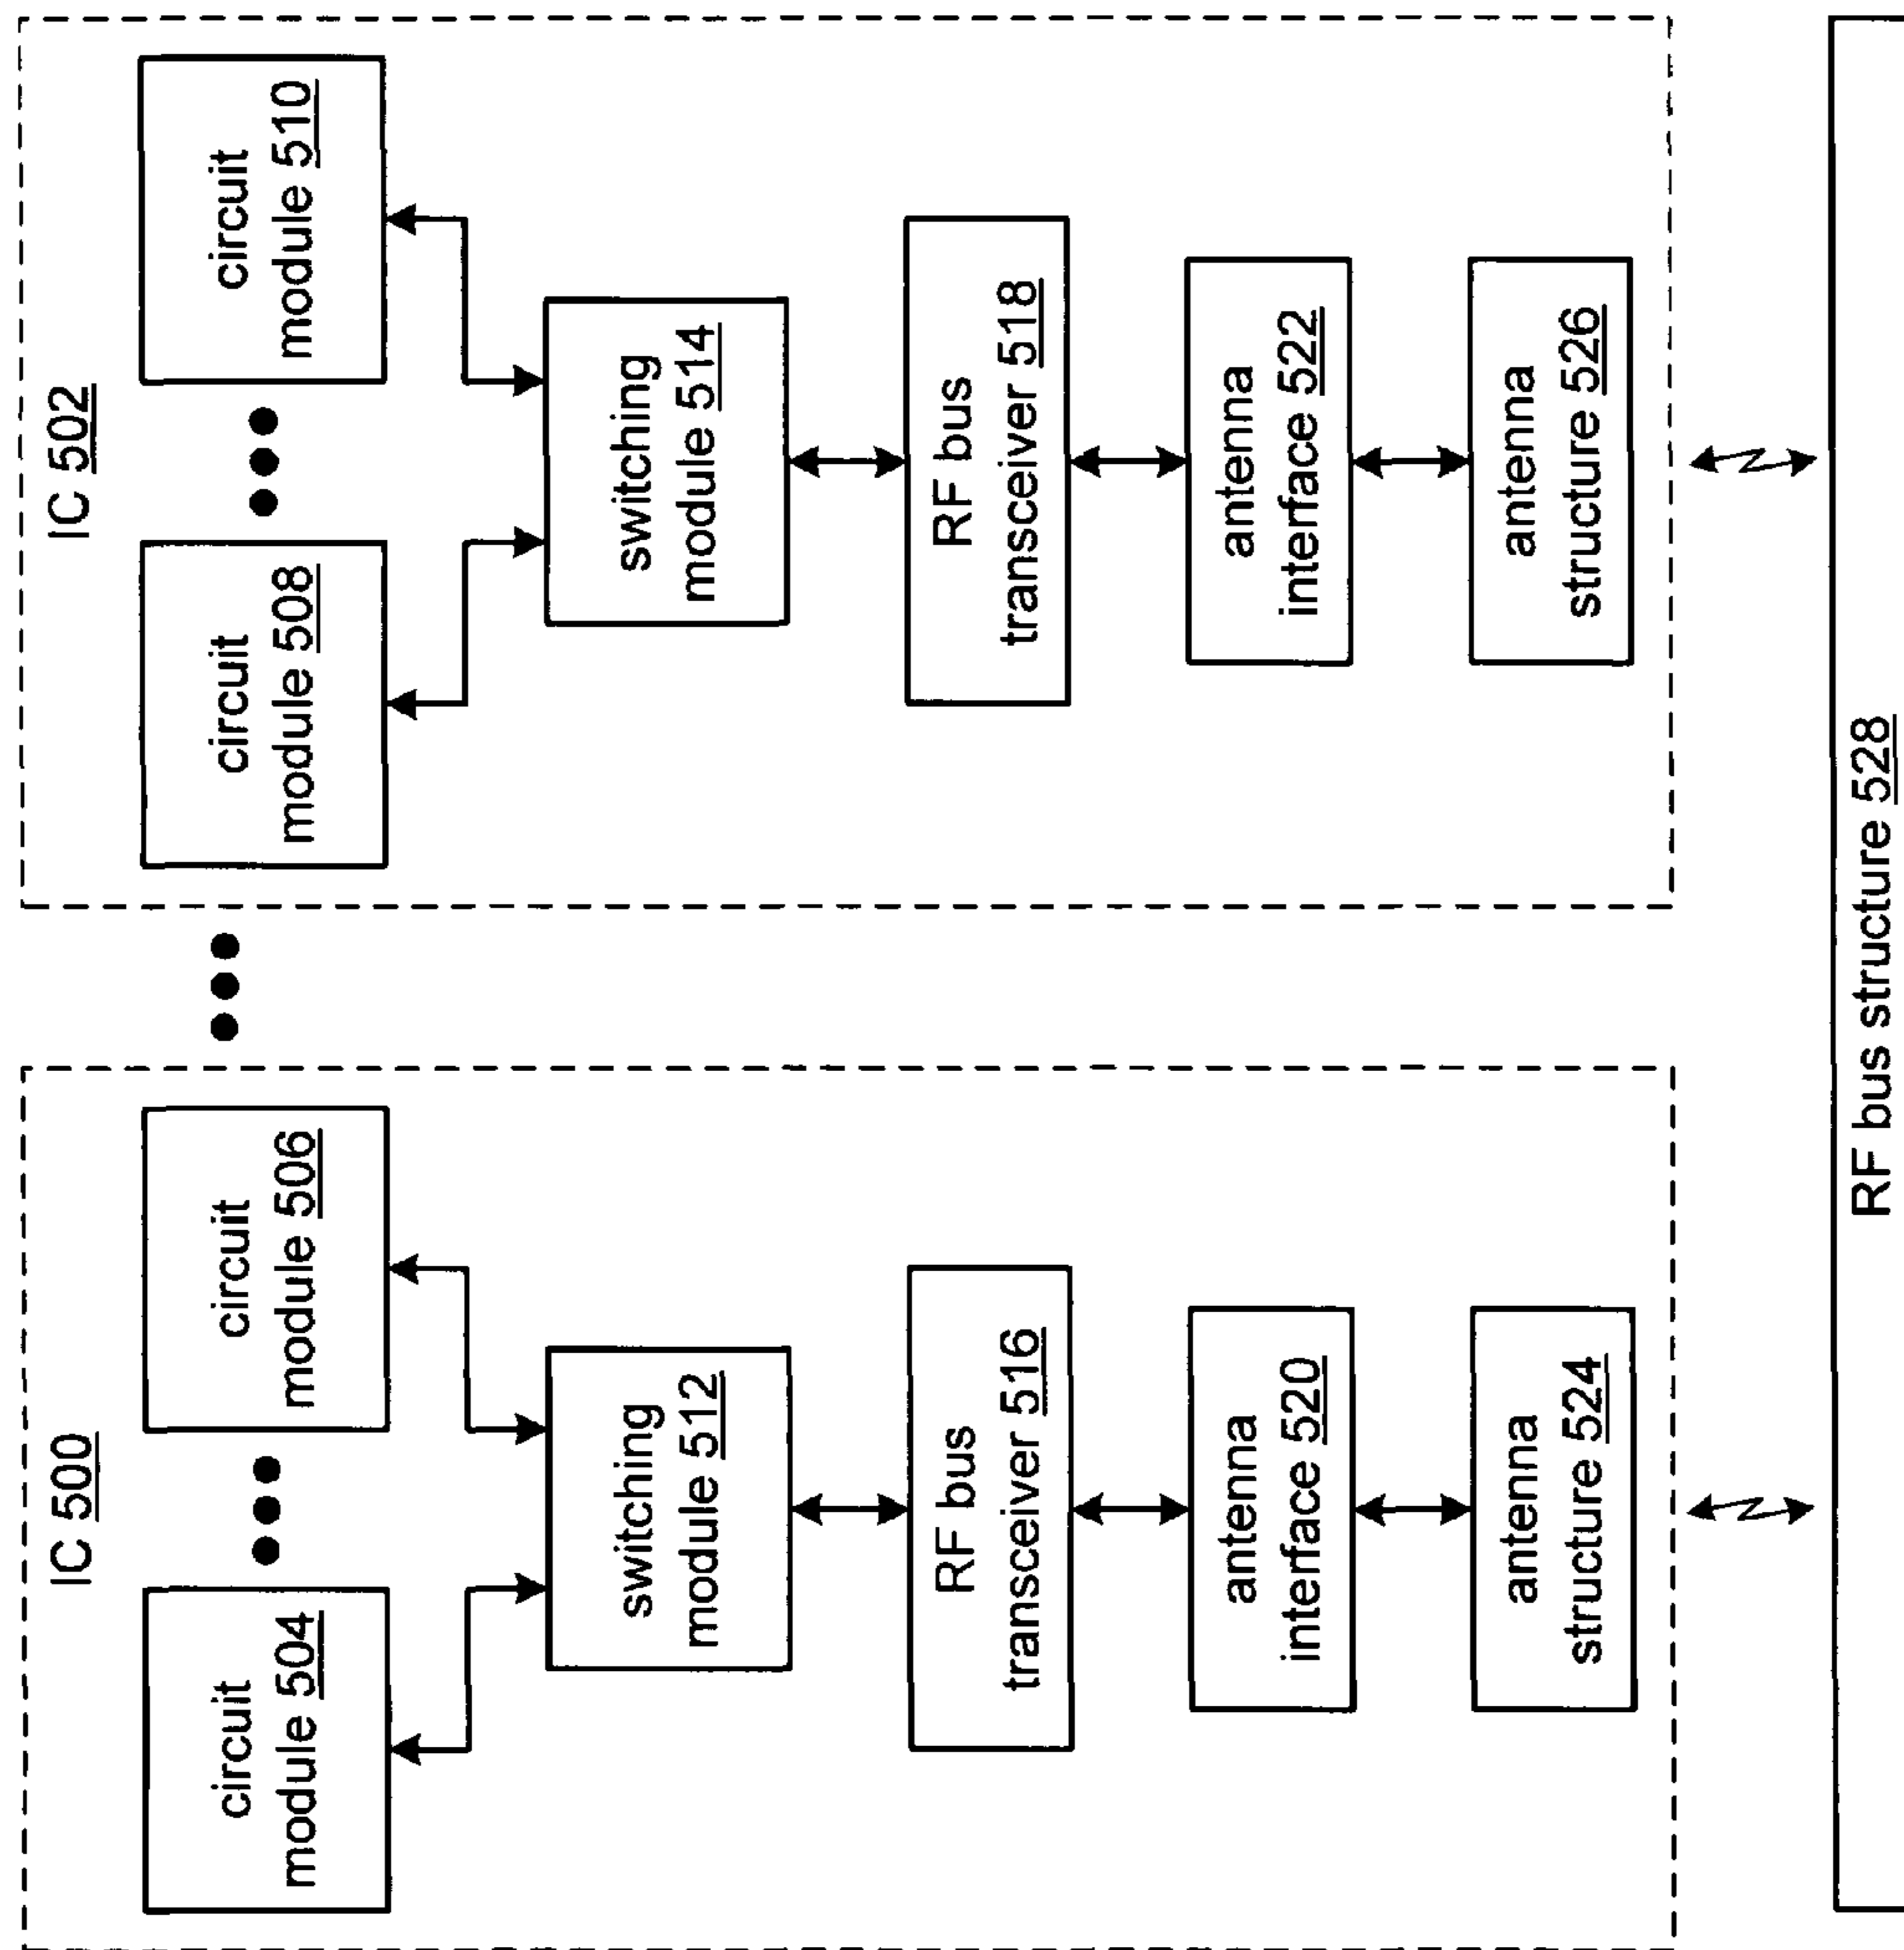 IC 500
circuit
module 504
circuit
module 506
switching
module 512
RF bus
transceiver 516
antenna
interface 520
antenna
structure 524
IC 502
circuit
module 508
circuit
module 510
switching
module 514
RF bus
transceiver 518
antenna
interface 522
antenna
structure 526
RF bus structure 528